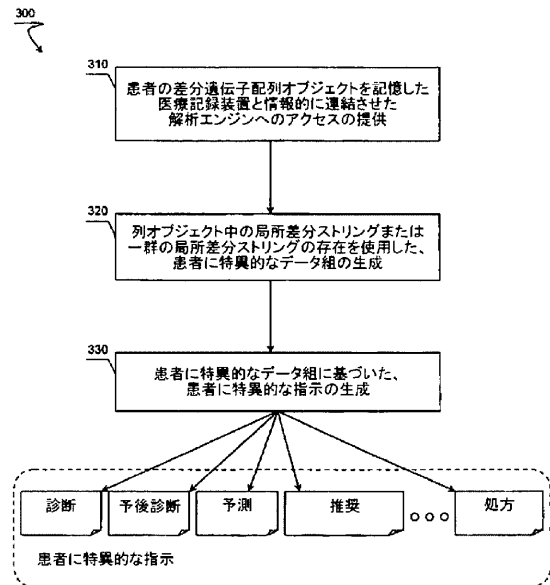 300
310
患者の差分遺伝子配列オブジェクトを記憶した
医療記録装置と情報的に連結させた
解析エンジンへのアクセスの提供
320
列オブジェクト中の局所差分ストリングまたは
一群の局所差分ストリングの存在を使用した、
患者に特異的なデータ組の生成
330
患者に特異的なデータ組に基づいた、
患者に特異的な指示の生成
診断
予後診断
予測
推奨
処方
患者に特異的な指示